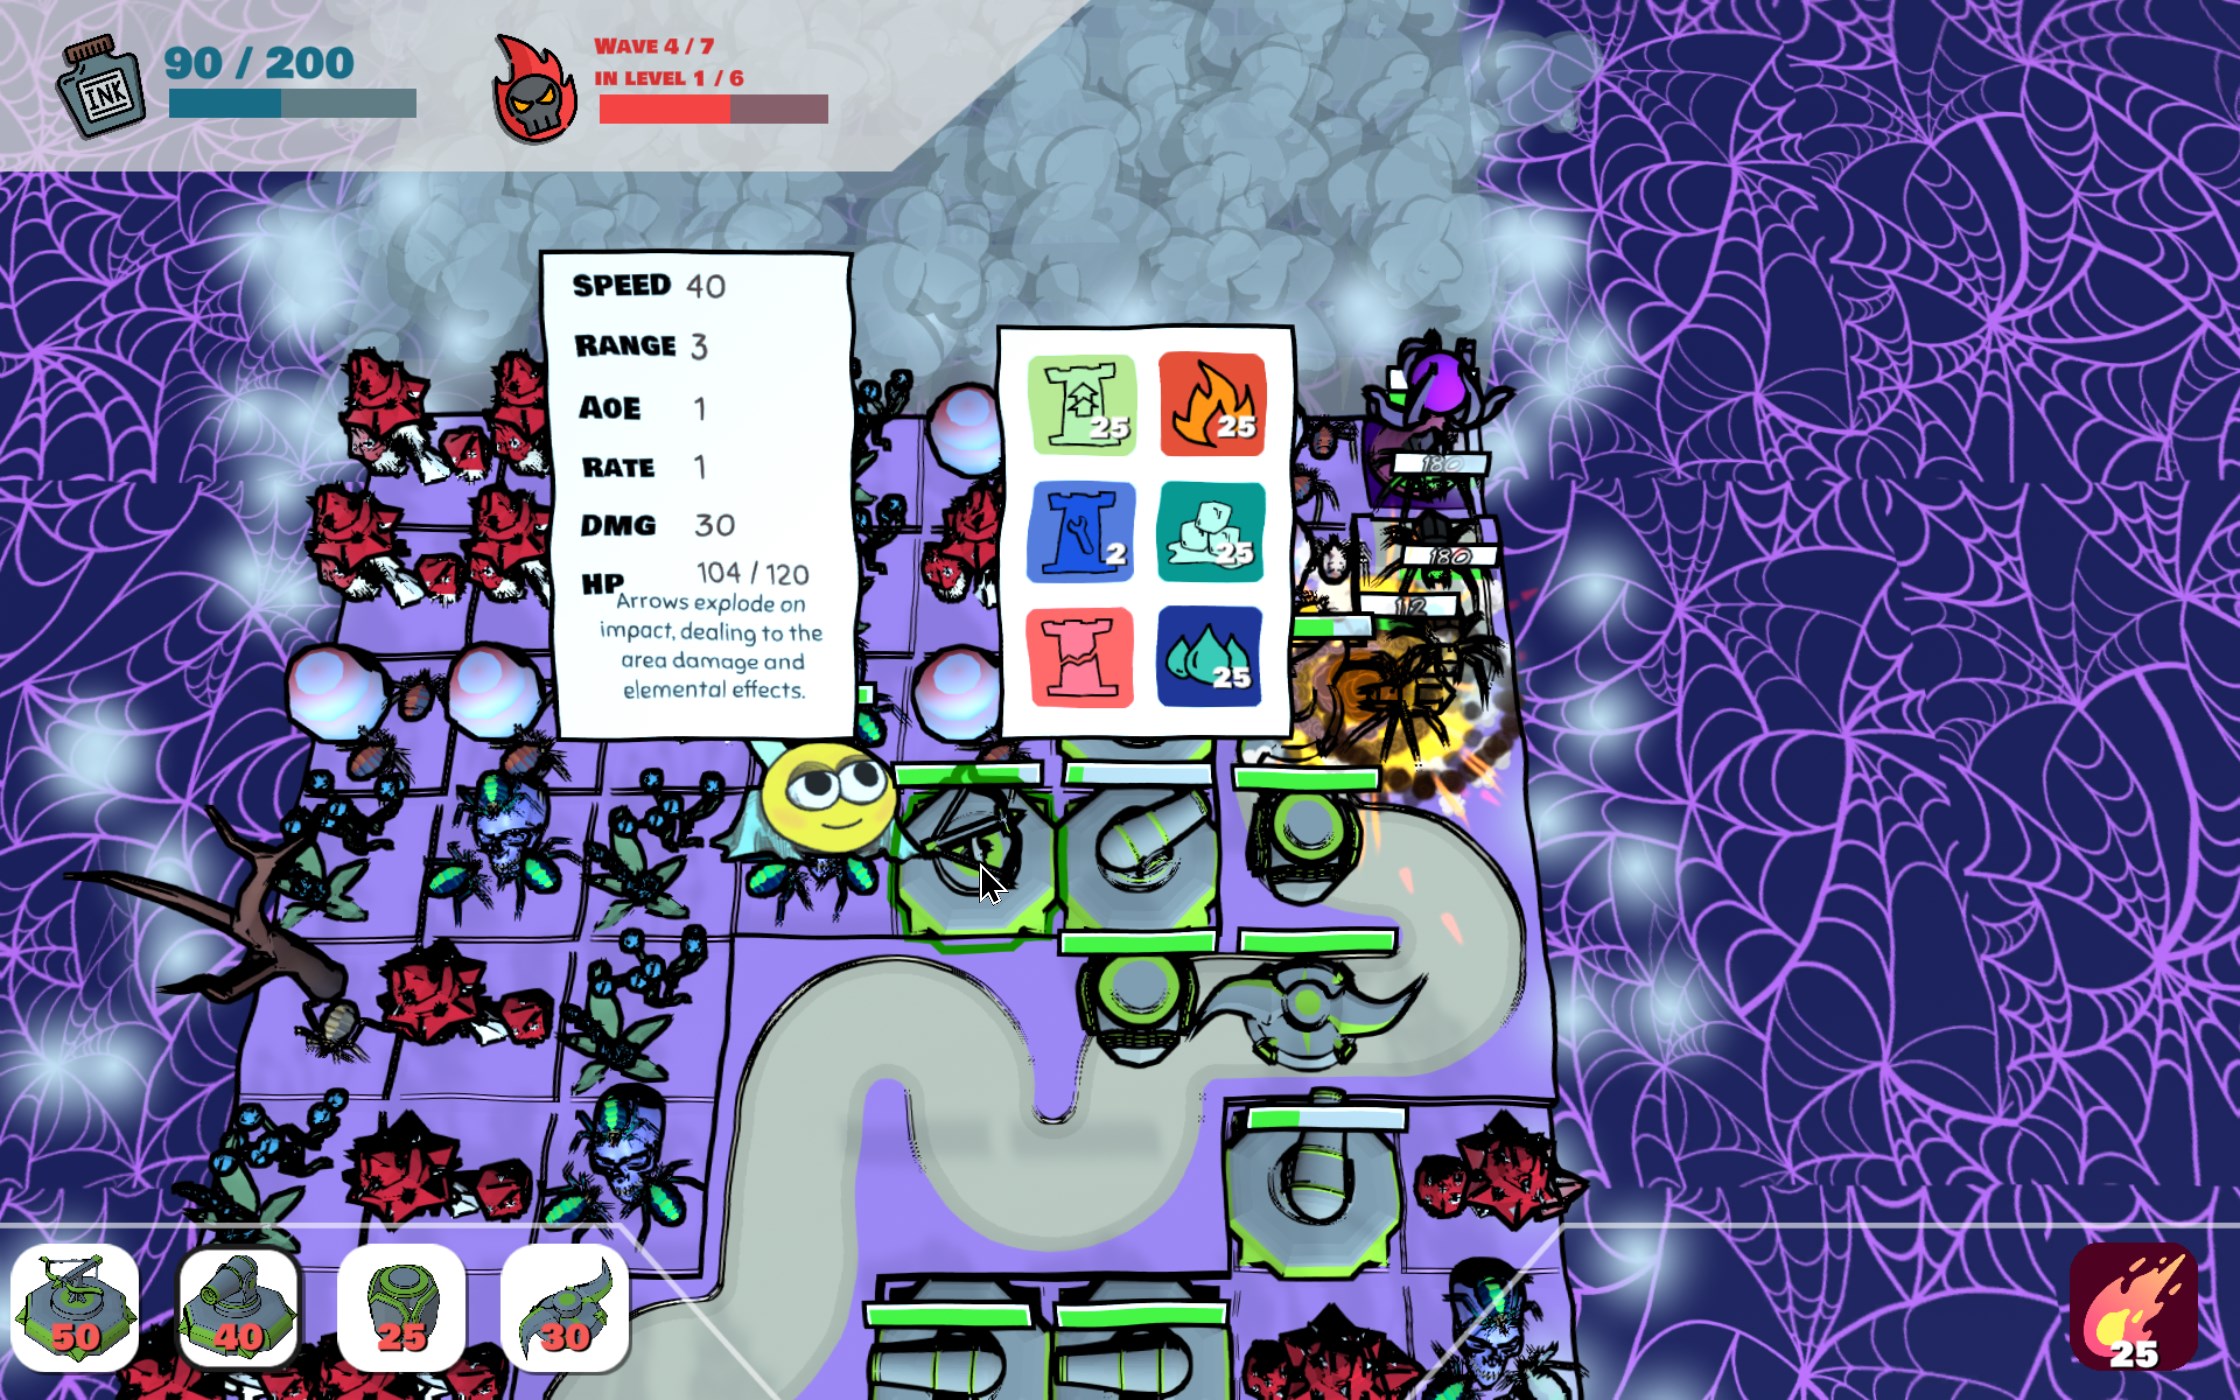 INK
90 / 200
WAVE 4 / 7
IN LEVEL 1 / 6
SPEED 40
RANGE 3
AOE 1
RATE 1
DMG 30
HP 104 / 120
Arrows explode on
impact, dealing to the
area damage and
elemental effects.
25
25
2
25
25
180
180
112
50
40
25
30
25